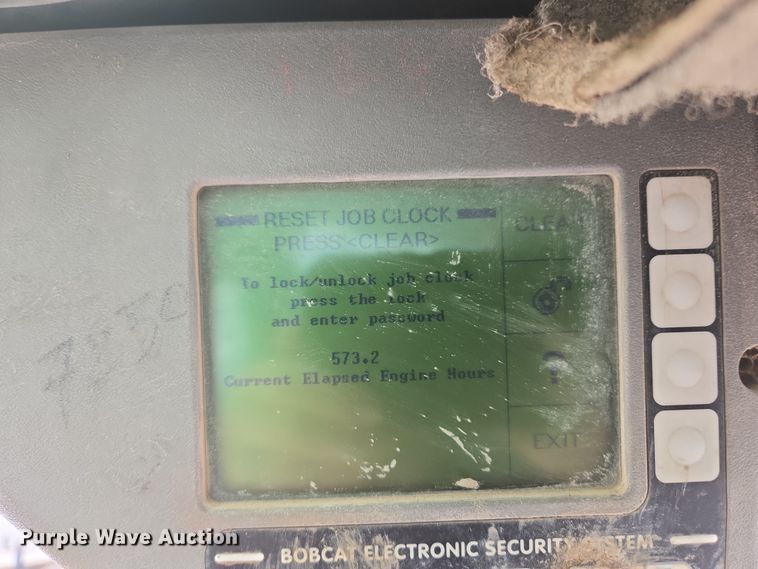 RESET JOB CLOCK
PRESS <CLEAR>
CLEAR
To lock/unlock job clock
press the lock
and enter password
573.2
Current Elapsed Engine Hours
?
EXIT
Purple Wave Auction
BOBCAT ELECTRONIC SECURITY SYSTEM